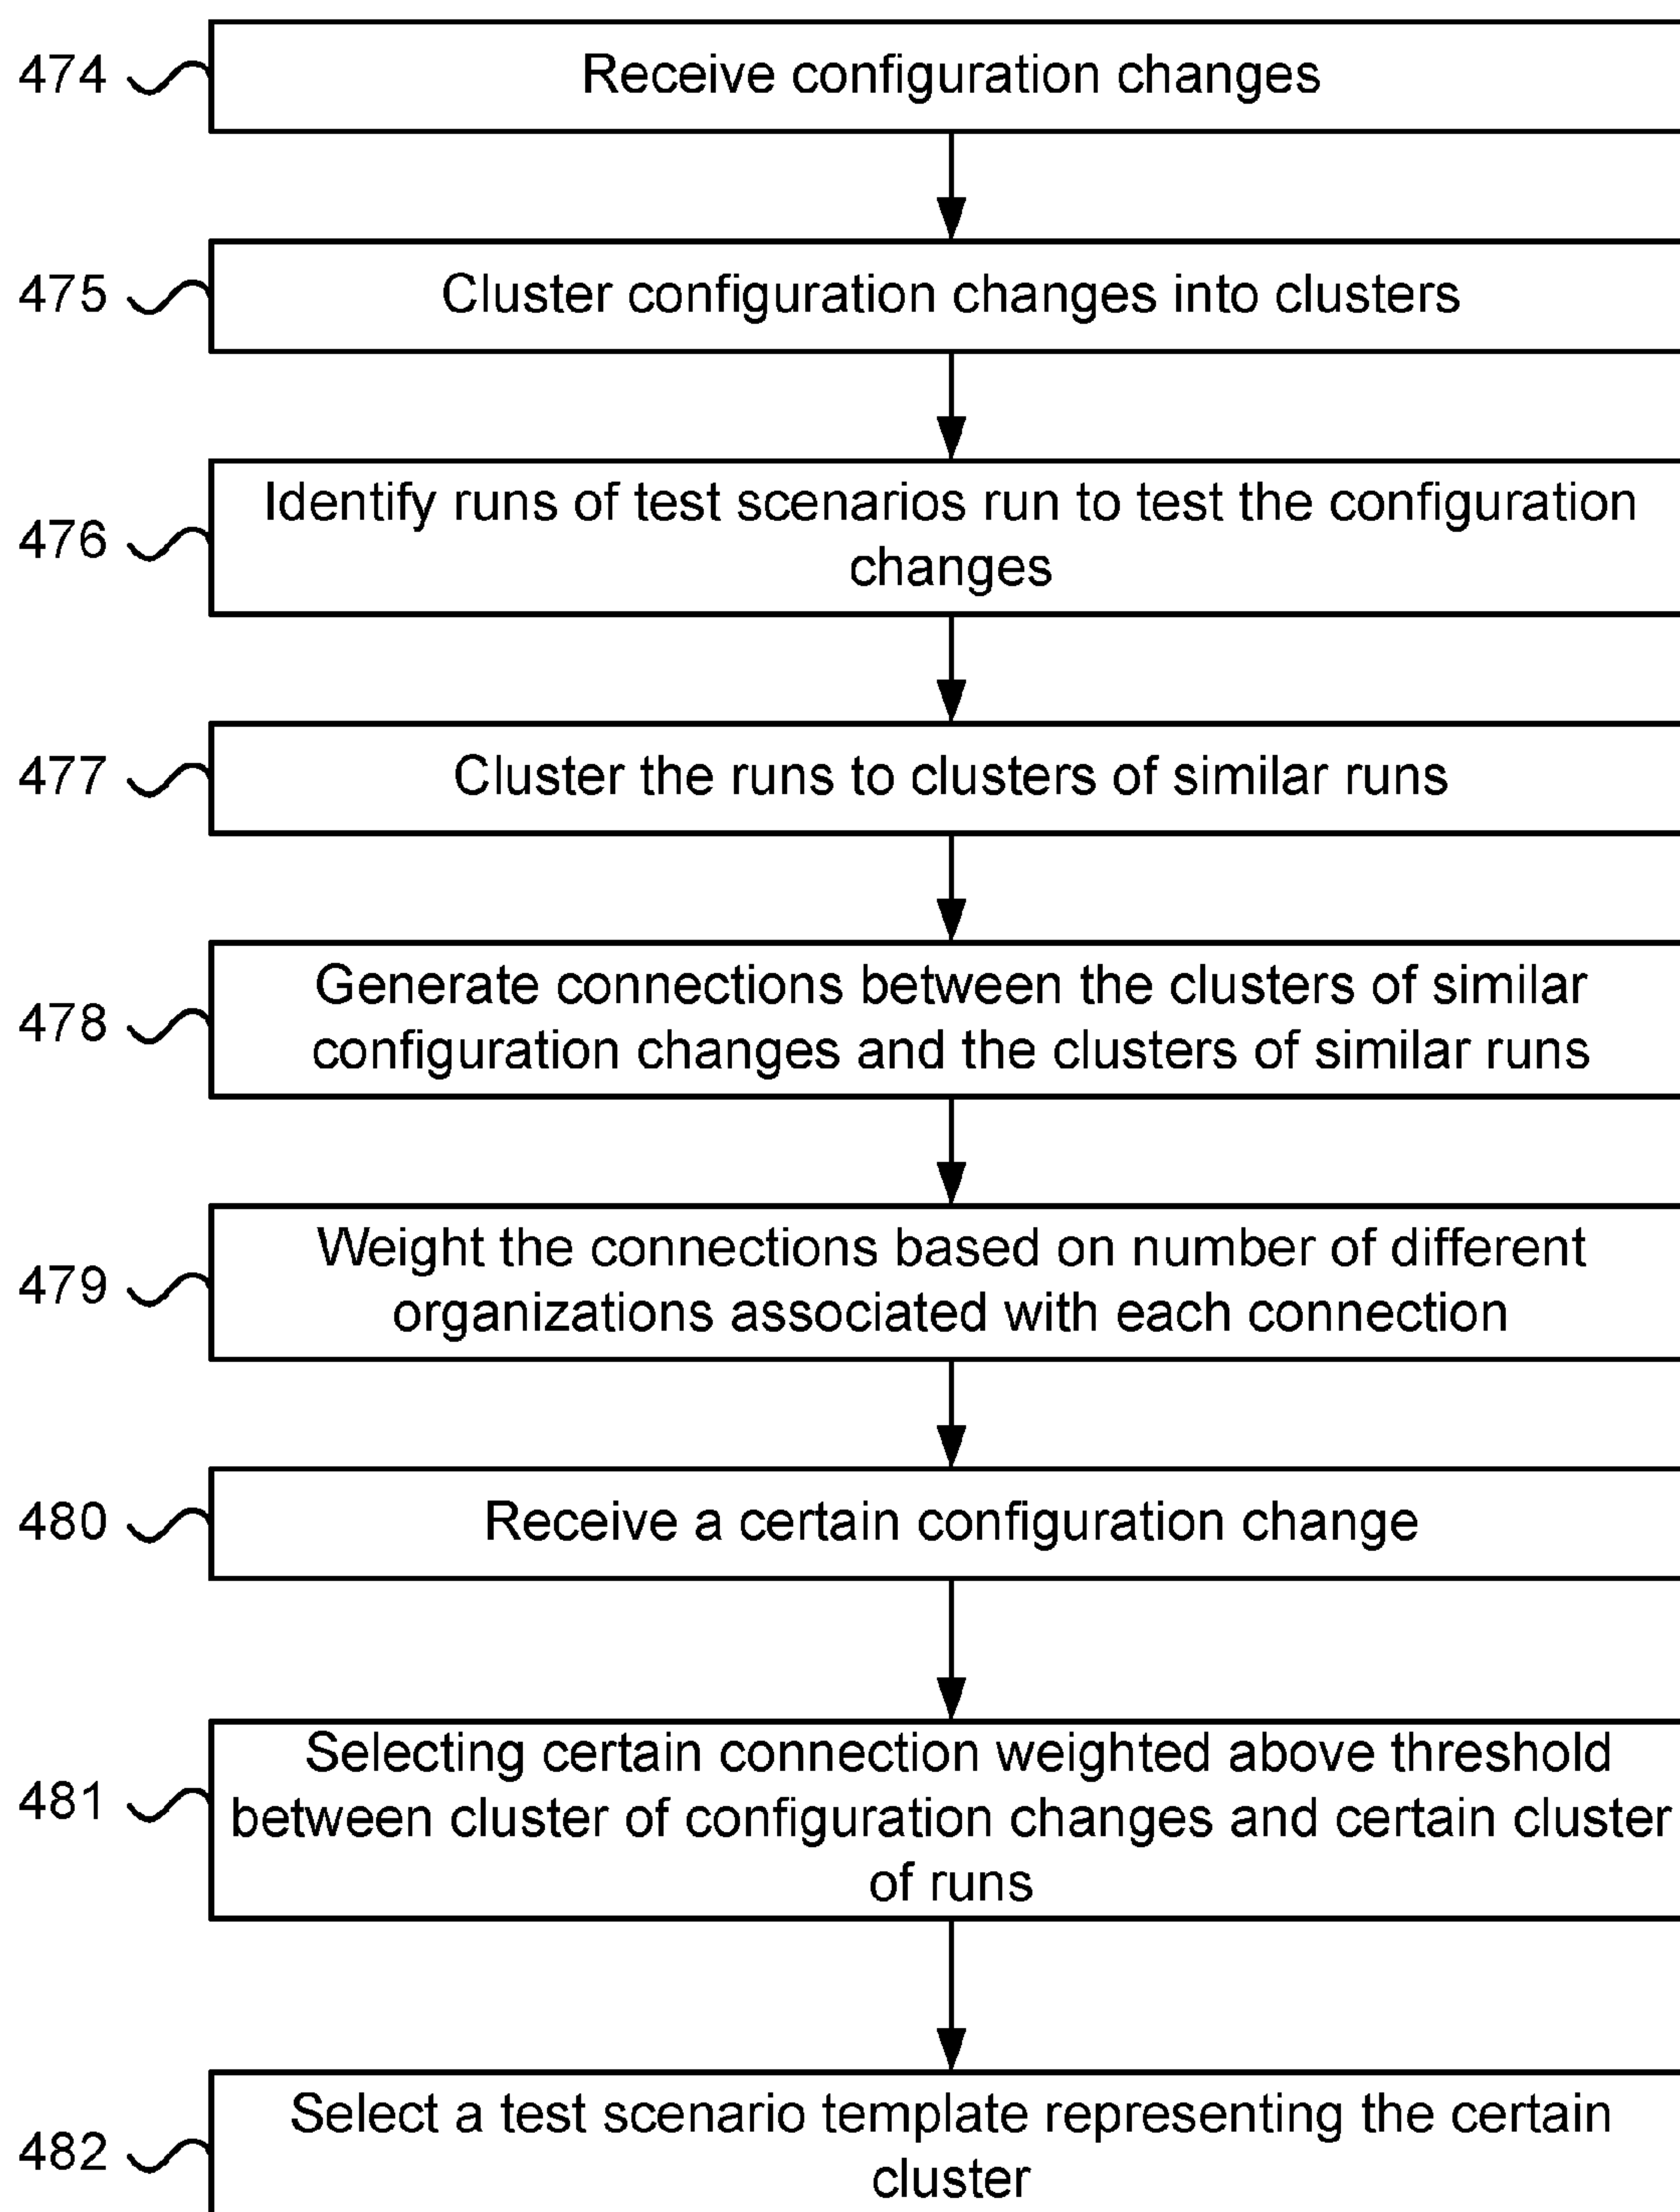 474
Receive configuration changes
475
Cluster configuration changes into clusters
476
Identify runs of test scenarios run to test the configuration
changes
477
Cluster the runs to clusters of similar runs
478
Generate connections between the clusters of similar
configuration changes and the clusters of similar runs
479
Weight the connections based on number of different
organizations associated with each connection
480
Receive a certain configuration change
481
Selecting certain connection weighted above threshold
between cluster of configuration changes and certain cluster
of runs
482
Select a test scenario template representing the certain
cluster